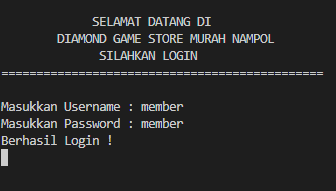 SELAMAT DATANG DI
DIAMOND GAME STORE MURAH NAMPOL
SILAHKAN LOGIN
==============================================
Masukkan Username : member
Masukkan Password : member
Berhasil Login !